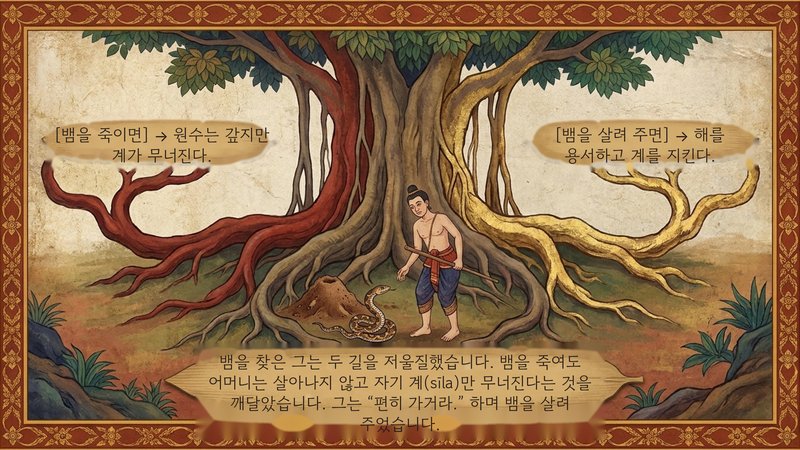 [뱀을 죽이면] → 원수는 갚지만
계가 무너진다.
[뱀을 살려 주면] → 해를
용서하고 계를 지킨다.
뱀을 찾은 그는 두 길을 저울질했습니다. 뱀을 죽여도
어머니는 살아나지 않고 자기 계(sīla)만 무너진다는 것을
깨달았습니다. 그는 “편히 가거라.” 하며 뱀을 살려
주었습니다.